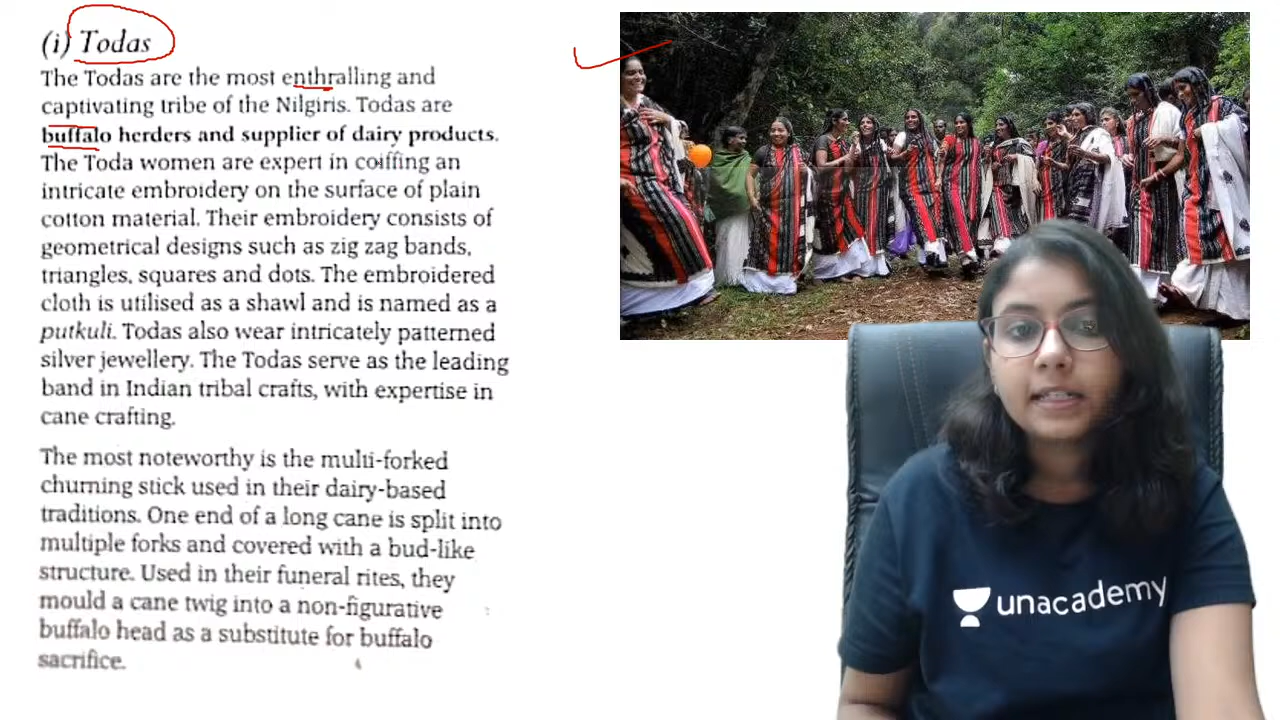 (i) Todas
The Todas are the most enthralling and
captivating tribe of the Nilgiris. Todas are
buffalo herders and supplier of dairy products.
The Toda women are expert in coiffing an
intricate embroidery on the surface of plain
cotton material. Their embroidery consists of
geometrical designs such as zig zag bands,
triangles, squares and dots. The embroidered
cloth is utilised as a shawl and is named as a
putkuli. Todas also wear intricately patterned
silver jewellery. The Todas serve as the leading
band in Indian tribal crafts, with expertise in
cane crafting.
The most noteworthy is the multi-forked
churning stick used in their dairy-based
traditions. One end of a long cane is split into
multiple forks and covered with a bud-like
structure. Used in their funeral rites, they
mould a cane twig into a non-figurative
buffalo head as a substitute for buffalo
sacrifice.
unacademy